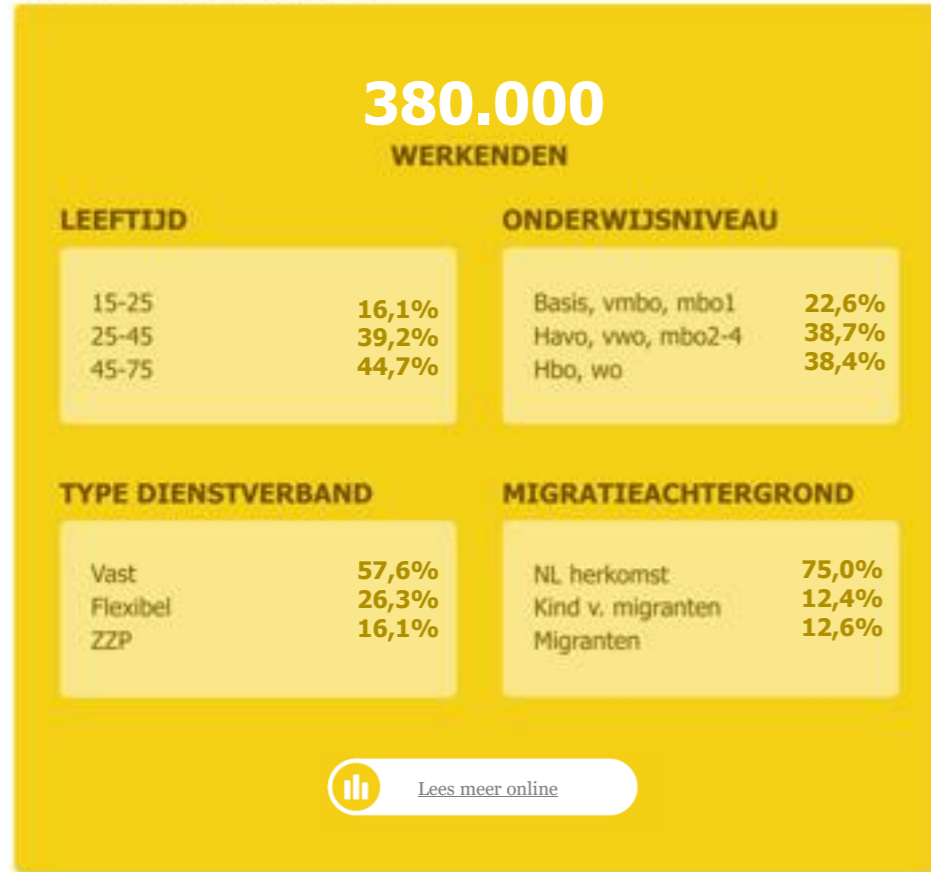 380.000
WERKENDEN
LEEFTIJD
15-25 16,1%
25-45 39,2%
45-75 44,7%
ONDERWIJSNIVEAU
Basis, vmbo, mbo1 22,6%
Havo, vwo, mbo2-4 38,7%
Hbo, wo 38,4%
TYPE DIENSTVERBAND
Vast 57,6%
Flexibel 26,3%
ZZP 16,1%
MIGRATIEACHTERGROND
NL herkomst 75,0%
Kind v. migranten 12,4%
Migranten 12,6%
Lees meer online